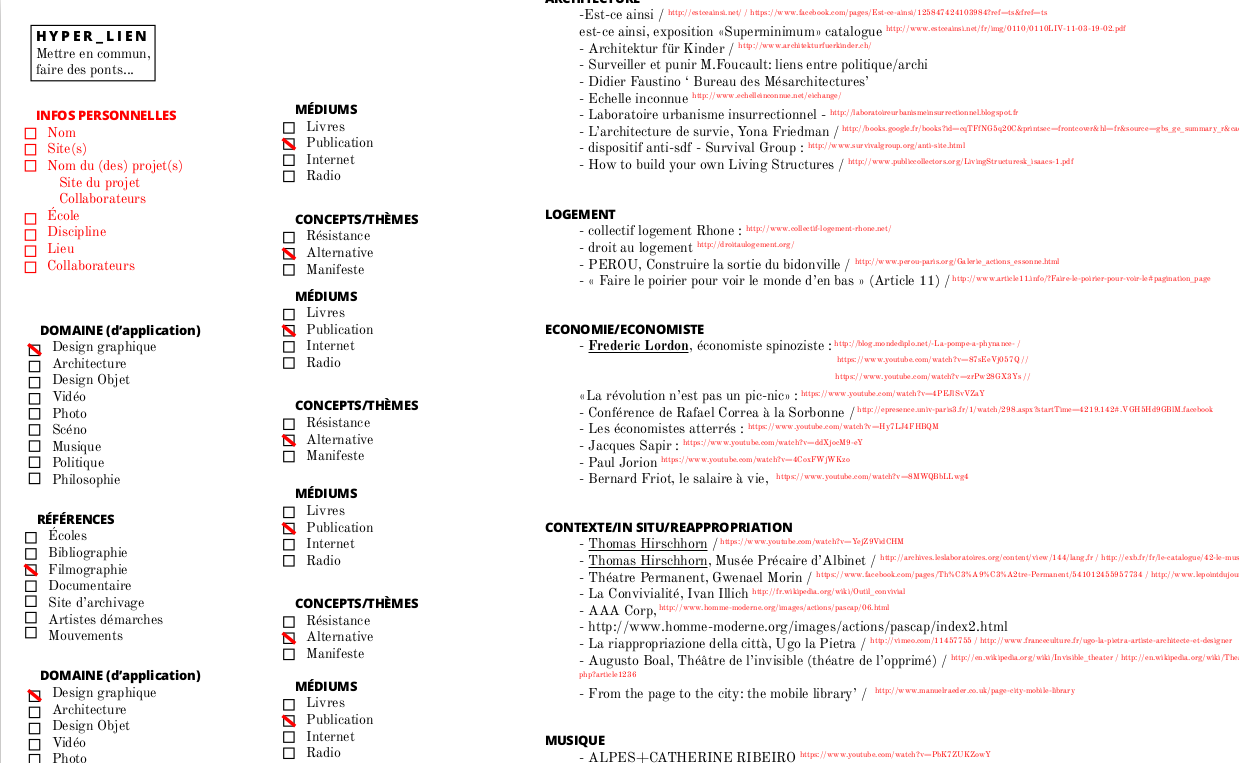 HYPER_LIEN
Mettre en commun,
faire des ponts...
INFOS PERSONNELLES
Nom
Site(s)
Nom du (des) projet(s)
Site du projet
Collaborateurs
École
Discipline
Lieu
Collaborateurs
DOMAINE (d'application)
Design graphique
Architecture
Design Objet
Vidéo
Photo
Scéno
Musique
Politique
Philosophie
RÉFÉRENCES
Écoles
Bibliographie
Filmographie
Documentaire
Site d'archivage
Artistes démarches
Mouvements
DOMAINE (d'application)
Design graphique
Architecture
Design Objet
Vidéo
Photo
MÉDIUMS
Livres
Publication
Internet
Radio
CONCEPTS/THÈMES
Résistance
Alternative
Manifeste
MÉDIUMS
Livres
Publication
Internet
Radio
CONCEPTS/THÈMES
Résistance
Alternative
Manifeste
MÉDIUMS
Livres
Publication
Internet
Radio
CONCEPTS/THÈMES
Résistance
Alternative
Manifeste
MÉDIUMS
Livres
Publication
Internet
Radio
ARCHITECTURE
-Est-ce ainsi / http://estceainsi.net/ / https://www.facebook.com/pages/Est-ce-ainsi/125847424103984?ref=ts&fref=ts
est-ce ainsi, exposition «Superminimum» catalogue http://www.estceainsi.net/fr/img/0110/0110LIV-11-03-19-02.pdf
- Architektur für Kinder / http://www.architekturfuerkinder.ch/
- Surveiller et punir M.Foucault: liens entre politique/archi
- Didier Faustino ‘ Bureau des Mésarchitectures’
- Echelle inconnue http://www.echelleinconnue.net/eichange/
- Laboratoire urbanisme insurrectionnel - http://laboratoireurbanismeinsurrectionnel.blogspot.fr
- L'architecture de survie, Yona Friedman / http://books.google.fr/books?id=eqTFfNG5q20C&printsec=frontcover&hl=fr&source=gbs_ge_summary_r&ca
- dispositif anti-sdf - Survival Group : http://www.survivalgroup.org/anti-site.html
- How to build your own Living Structures / http://www.publiccollectors.org/LivingStructuresk_isaacs-1.pdf
LOGEMENT
- collectif logement Rhone : http://www.collectif-logement-rhone.net/
- droit au logement http://droitaulogement.org/
- PEROU, Construire la sortie du bidonville / http://www.perou-paris.org/Galerie_actions_essonne.html
- « Faire le poirier pour voir le monde d'en bas » (Article 11) / http://www.article11.info/?Faire-le-poirier-pour-voir-le#pagination_page
ECONOMIE/ECONOMISTE
- Frederic Lordon, économiste spinoziste : http://blog.mondediplo.net/-La-pompe-a-phynance- /
https://www.youtube.com/watch?v=87sEeVj057Q //
https://www.youtube.com/watch?v=zrPw28GX3Ys //
«La révolution n'est pas un pic-nic» : https://www.youtube.com/watch?v=4PEJlSvVZaY
- Conférence de Rafael Correa à la Sorbonne / http://epresence.univ-paris3.fr/1/watch/298.aspx?startTime=4219.142#.VGH5Hd9GBlM.facebook
- Les économistes atterrés : https://www.youtube.com/watch?v=Hy7LJ4FHBQM
- Jacques Sapir : https://www.youtube.com/watch?v=ddXjocM9-eY
- Paul Jorion https://www.youtube.com/watch?v=4CoxFWjWKzo
- Bernard Friot, le salaire à vie, https://www.youtube.com/watch?v=8MWQBbLLwg4
CONTEXTE/IN SITU/REAPPROPRIATION
- Thomas Hirschhorn / https://www.youtube.com/watch?v=YejZ9VidCHM
- Thomas Hirschhorn, Musée Précaire d'Albinet / http://archives.leslaboratoires.org/content/view/144/lang,fr / http://exb.fr/fr/le-catalogue/42-le-mus
- Théatre Permanent, Gwenael Morin / https://www.facebook.com/pages/Th%C3%A9%C3%A2tre-Permanent/541012455957734 / http://www.lepointdujou
- La Convivialité, Ivan Illich http://fr.wikipedia.org/wiki/Outil_convivial
- AAA Corp, http://www.homme-moderne.org/images/actions/pascap/06.html
- http://www.homme-moderne.org/images/actions/pascap/index2.html
- La riappropriazione della città, Ugo la Pietra / http://vimeo.com/11457755 / http://www.franceculture.fr/ugo-la-pietra-artiste-architecte-et-designer
- Augusto Boal, Théâtre de l'invisible (théatre de l'opprimé) / http://en.wikipedia.org/wiki/Invisible_theater / http://en.wikipedia.org/wiki/Thea
php?article1236
- From the page to the city: the mobile library' / http://www.manuelraeder.co.uk/page-city-mobile-library
MUSIQUE
- ALPES+CATHERINE RIBEIRO https://www.youtube.com/watch?v=PbK7ZUKZowY